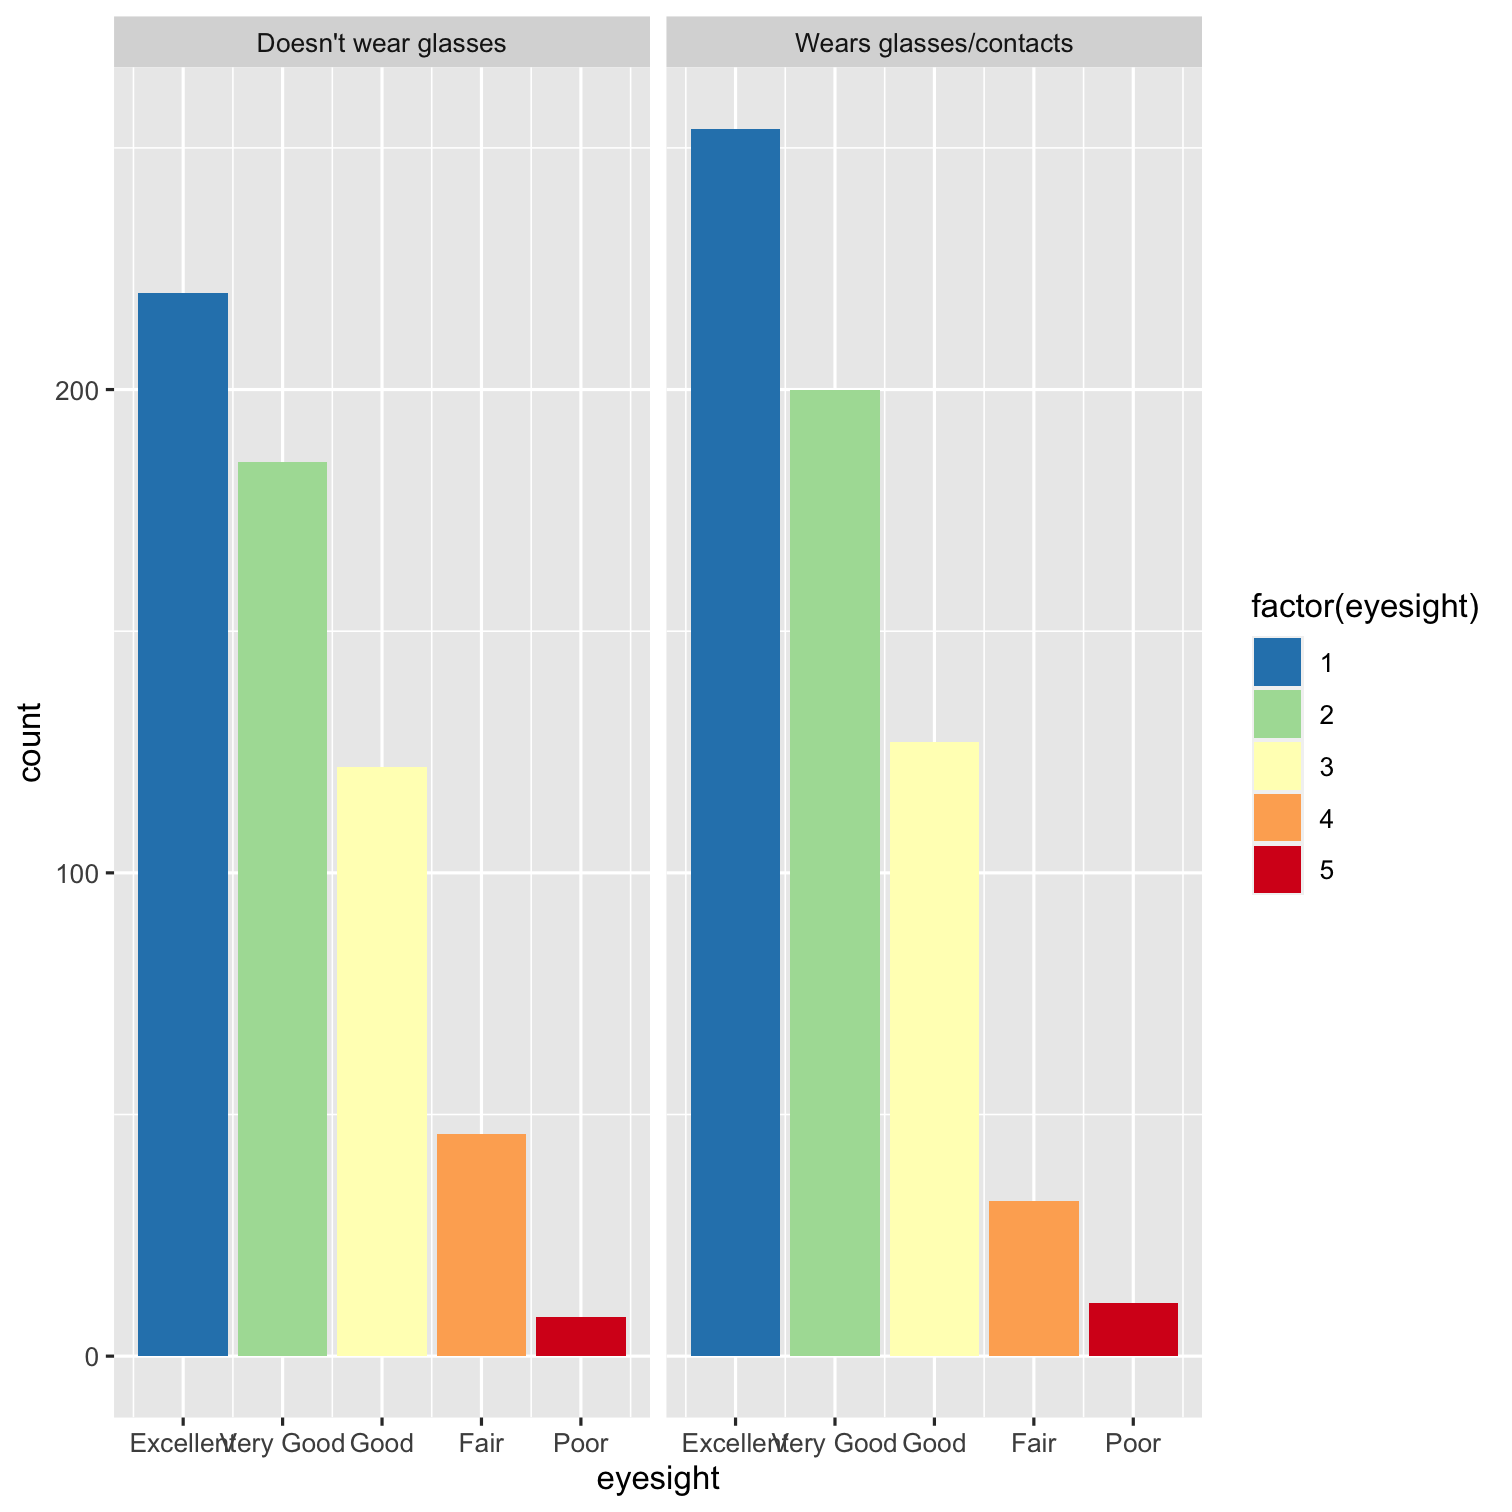 Doesn't wear glasses
Wears glasses/contacts
count
200
100
0
Excellent Very Good Good Fair Poor
Excellent Very Good Good Fair Poor
eyesight
factor(eyesight)
1
2
3
4
5